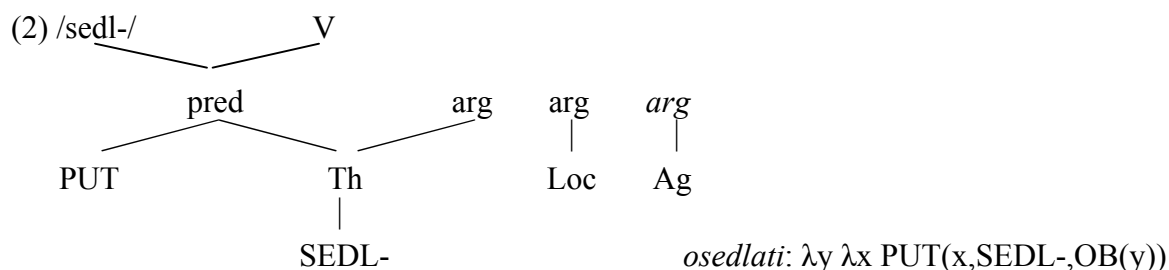 (2) /sedl-/ V
pred arg arg arg
PUT Th Loc Ag
SEDL- osedlati: λy λx PUT(x,SEDL-,OB(y))